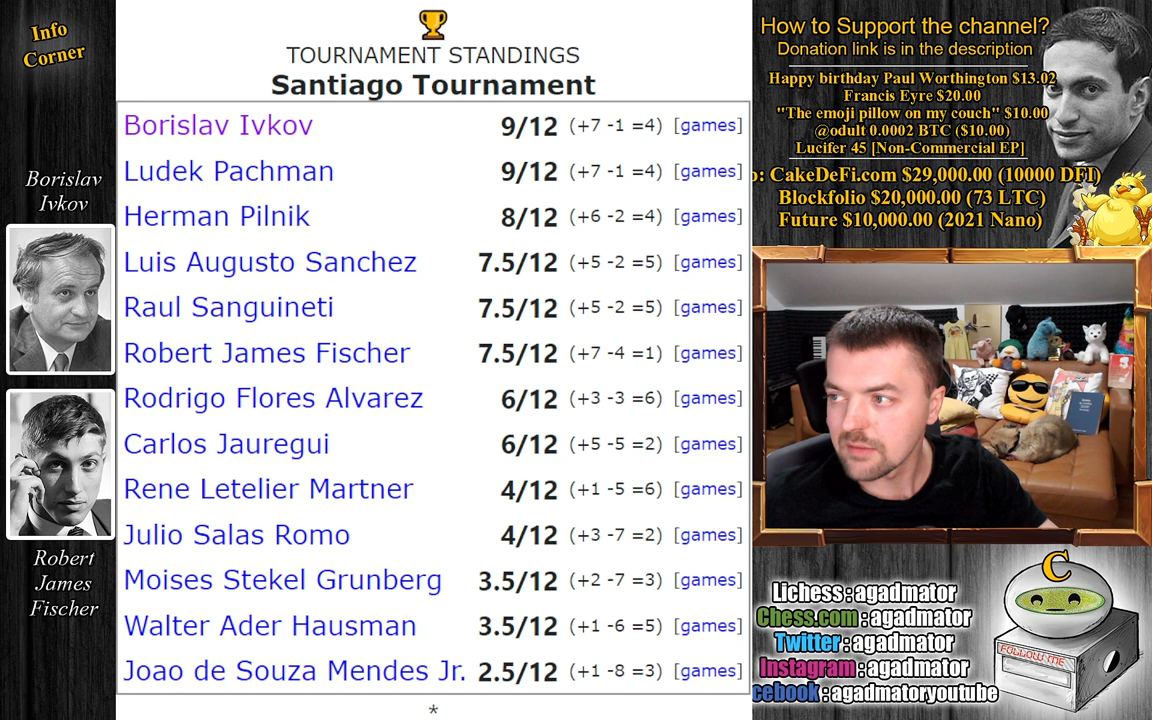 Info
Corner
Borislav
Ivkov
Robert
James
Fischer
TOURNAMENT STANDINGS
Santiago Tournament
Borislav Ivkov 9/12 (+7 -1 =4) [games]
Ludek Pachman 9/12 (+7 -1 =4) [games]
Herman Pilnik 8/12 (+6 -2 =4) [games]
Luis Augusto Sanchez 7.5/12 (+5 -2 =5) [games]
Raul Sanguineti 7.5/12 (+5 -2 =5) [games]
Robert James Fischer 7.5/12 (+7 -4 =1) [games]
Rodrigo Flores Alvarez 6/12 (+3 -3 =6) [games]
Carlos Jauregui 6/12 (+5 -5 =2) [games]
Rene Letelier Martner 4/12 (+1 -5 =6) [games]
Julio Salas Romo 4/12 (+3 -7 =2) [games]
Moises Stekel Grunberg 3.5/12 (+2 -7 =3) [games]
Walter Ader Hausman 3.5/12 (+1 -6 =5) [games]
Joao de Souza Mendes Jr. 2.5/12 (+1 -8 =3) [games]
*
How to Support the channel?
Donation link is in the description
Happy birthday Paul Worthington $13.02
Francis Eyre $20.00
"The emoji pillow on my couch" $10.00
@odult 0.0002 BTC ($10.00)
Lucifer 45 [Non-Commercial EP]
o: CakeDeFi.com $29,000.00 (10000 DFI)
Blockfolio $20,000.00 (73 LTC)
Future $10,000.00 (2021 Nano)
Lichess : agadmator
Chess.com : agadmator
Twitter : agadmator
Instagram : agadmator
cebook : agadmatoryoutube
C
FOLLOW ME